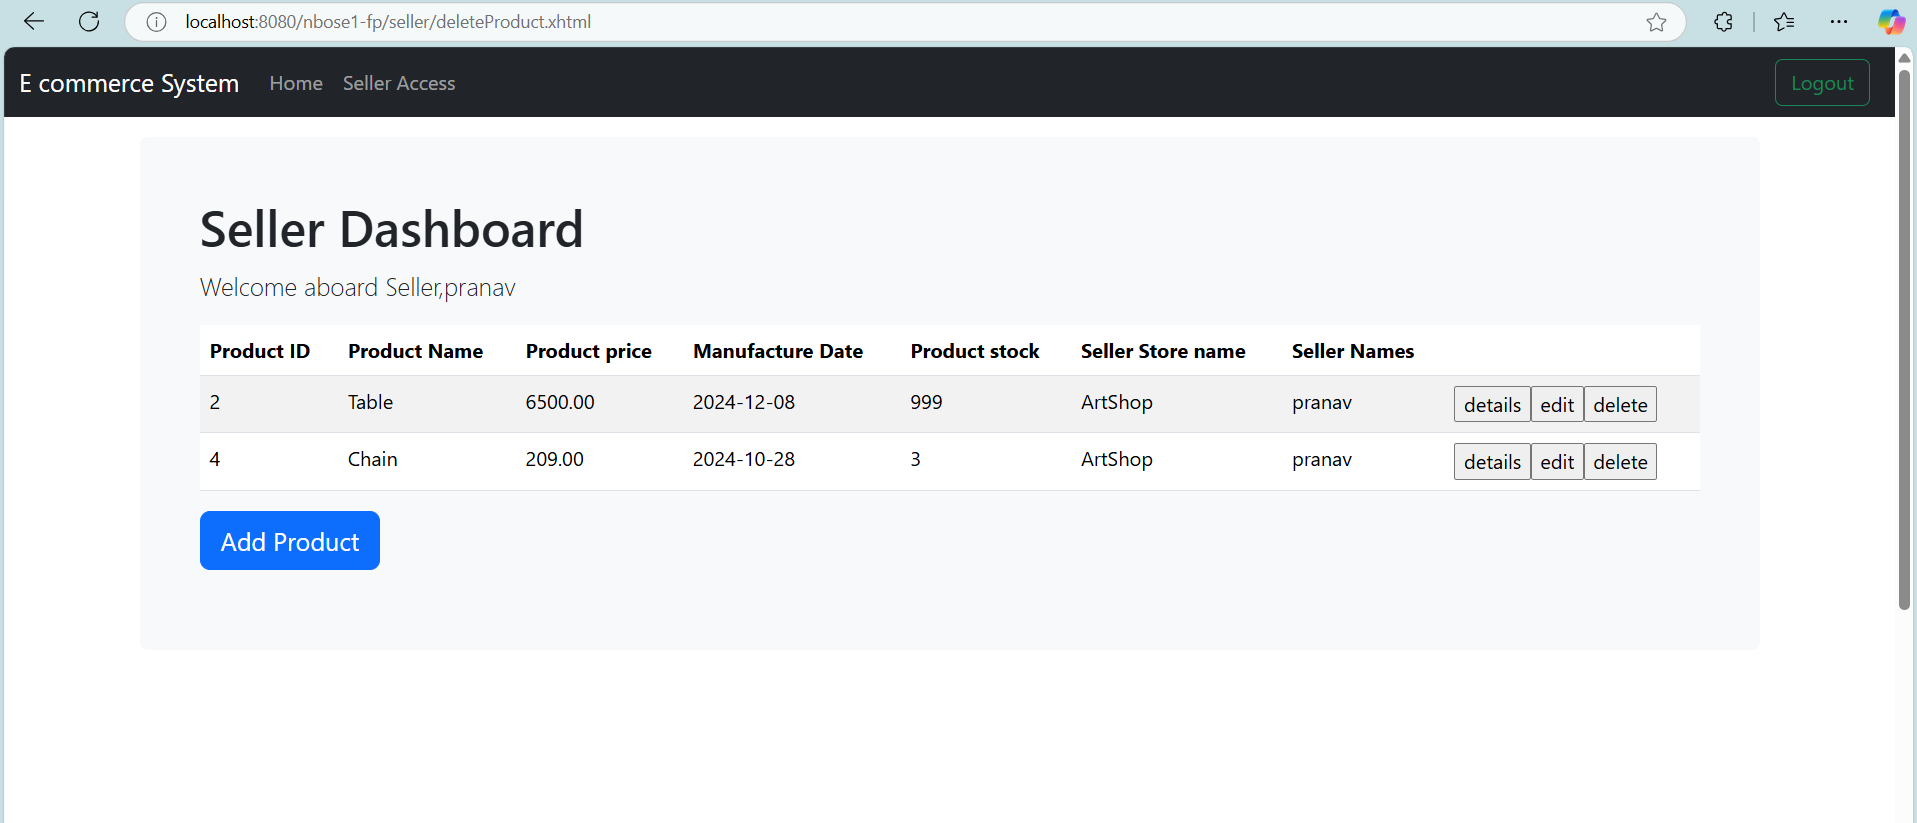 localhost:8080/nbose1-fp/seller/deleteProduct.xhtml
E commerce System Home Seller Access Logout
Seller Dashboard
Welcome aboard Seller,pranav
Product ID Product Name Product price Manufacture Date Product stock Seller Store name Seller Names
2 Table 6500.00 2024-12-08 999 ArtShop pranav details edit delete
4 Chain 209.00 2024-10-28 3 ArtShop pranav details edit delete
Add Product